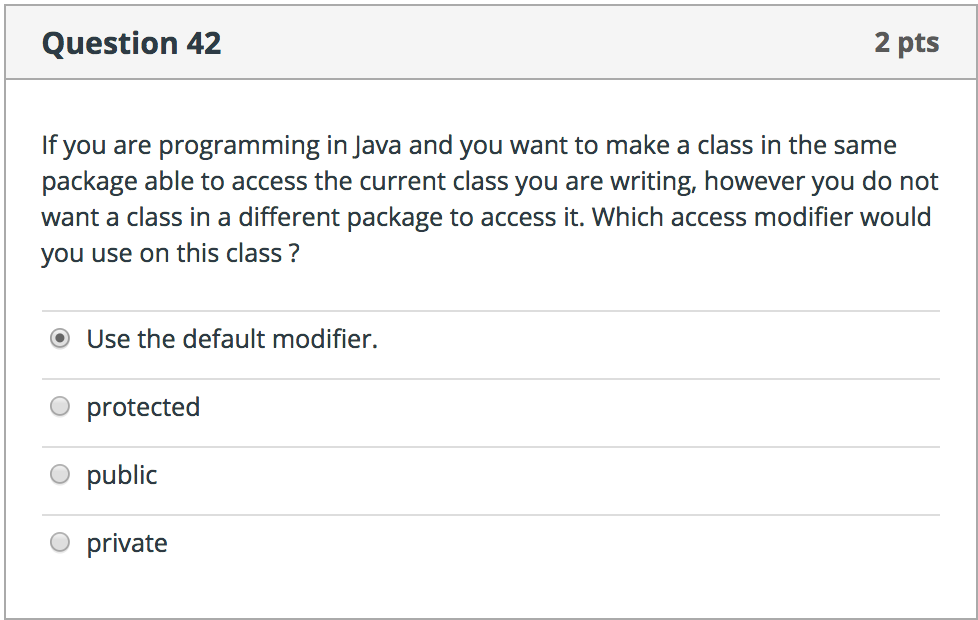 Question 42
2 pts
If you are programming in Java and you want to make a class in the same
package able to access the current class you are writing, however you do not
want a class in a different package to access it. Which access modifier would
you use on this class ?
Use the default modifier.
protected
public
private